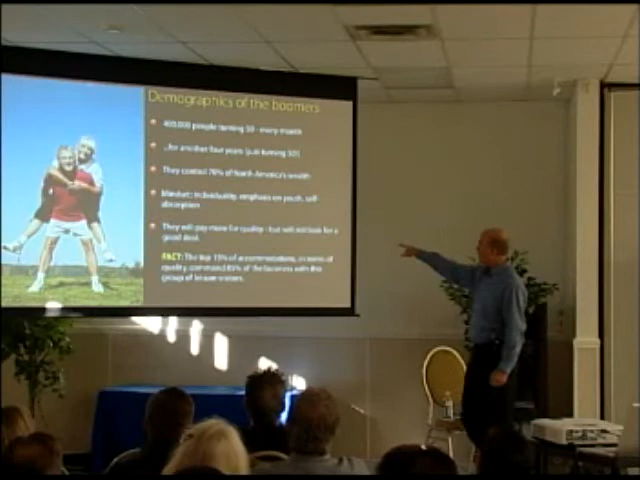 Demographics of the boomers
400,000 people turning 50 - every month
...for another four years (just turning 50!)
They control 70% of North America's wealth
Mindset: individuality, emphasis on youth, self-
absorption
They will pay more for quality - but will still look for a
good deal.
FACT: The top 15% of accommodations, in terms of
quality, command 85% of the business with this
group of leisure